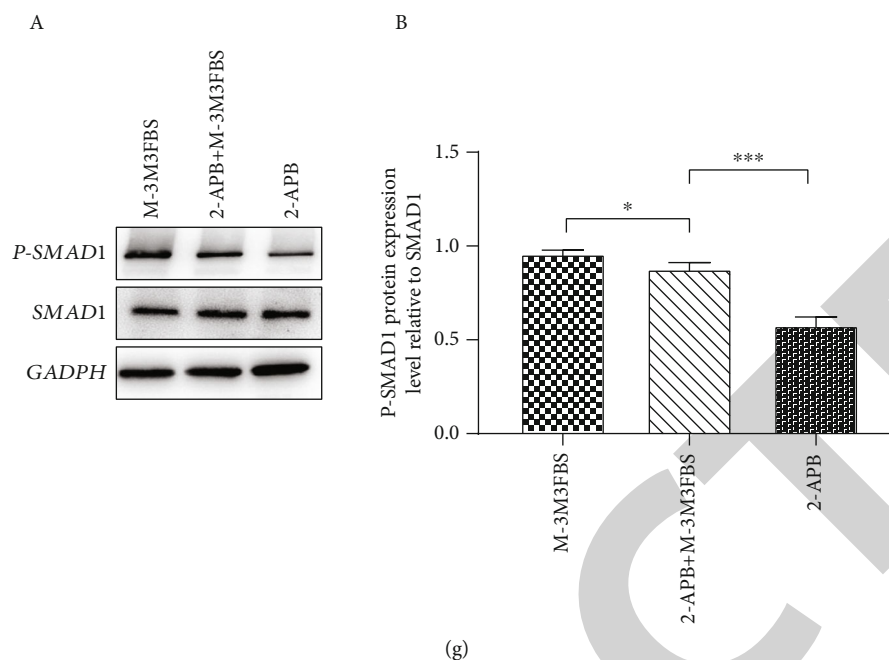 A
B
M-3M3FBS
2-APB+M-3M3FBS
2-APB
P-SMAD1
SMAD1
GADPH
P-SMAD1 protein expression
level relative to SMAD1
1.5
1.0
0.5
0.0
*
***
M-3M3FBS
2-APB+M-3M3FBS
2-APB
(g)